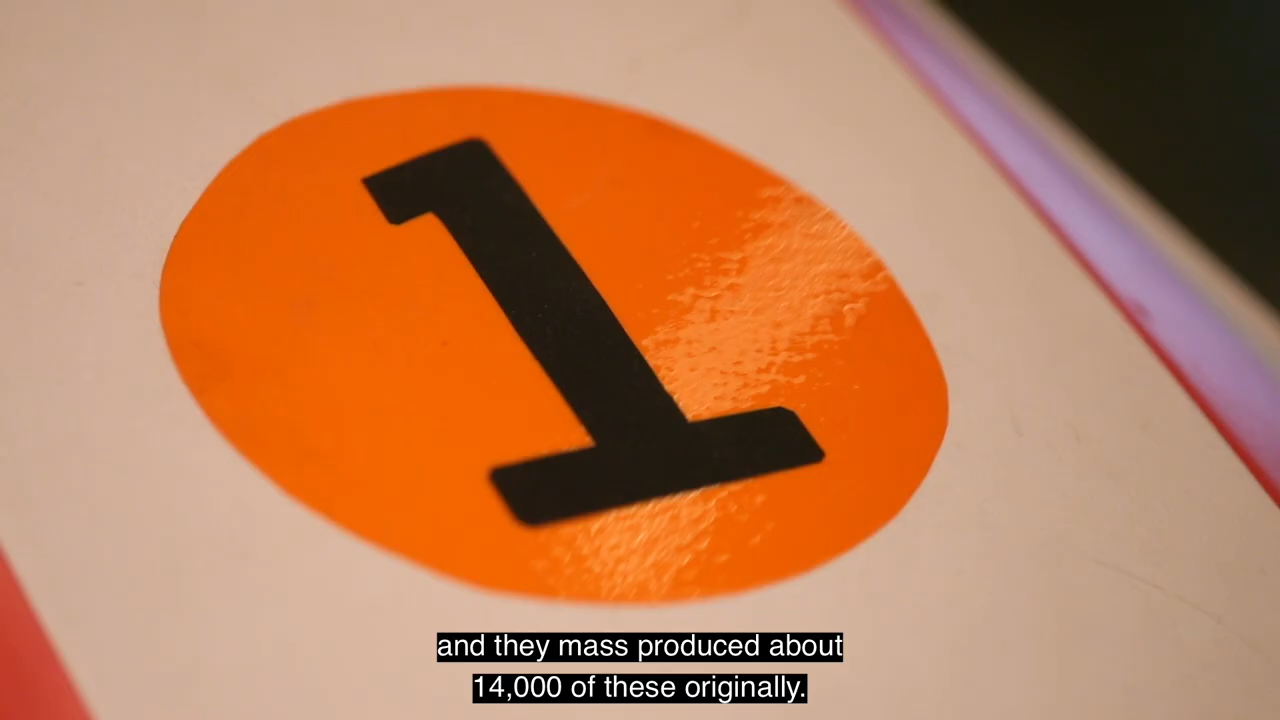 1
and they mass produced about
14,000 of these originally.